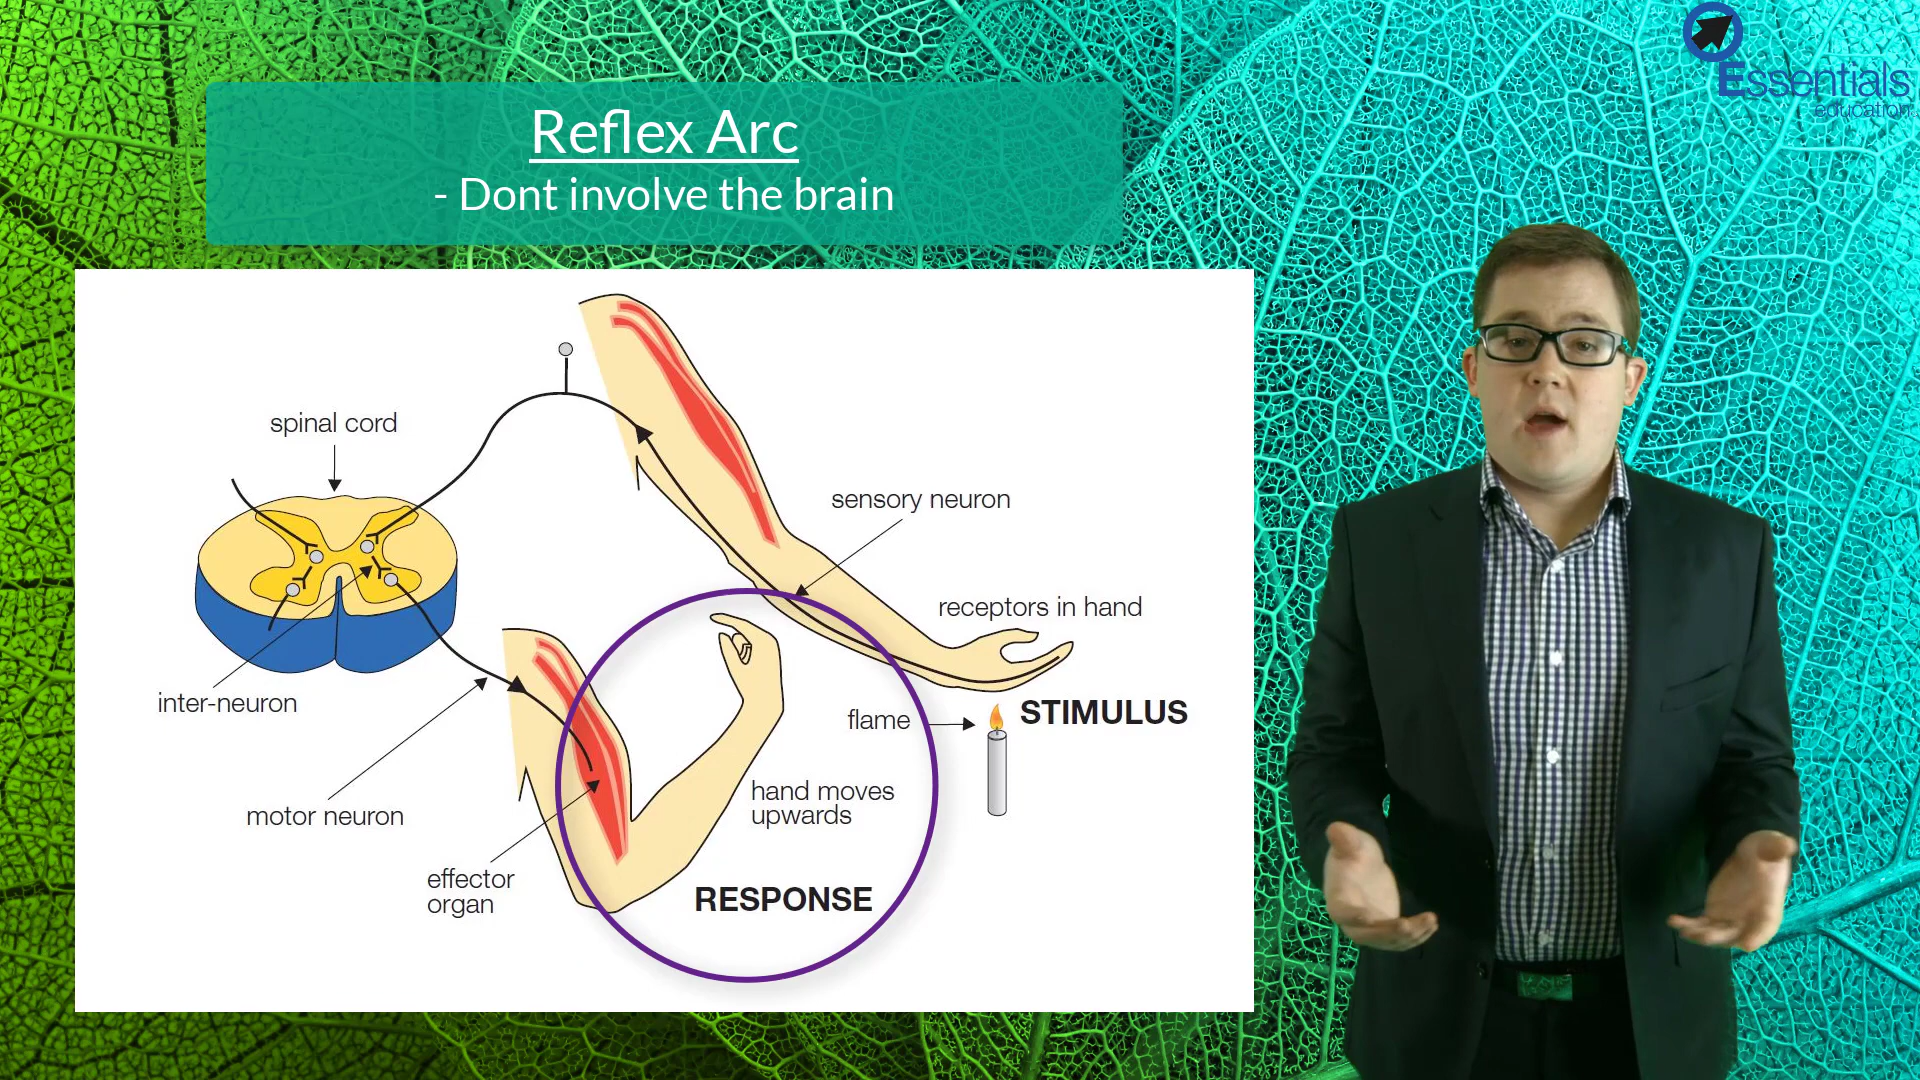 Essentials
education
Reflex Arc
- Dont involve the brain
spinal cord
sensory neuron
receptors in hand
inter-neuron
flame
STIMULUS
hand moves
upwards
motor neuron
effector
organ
RESPONSE